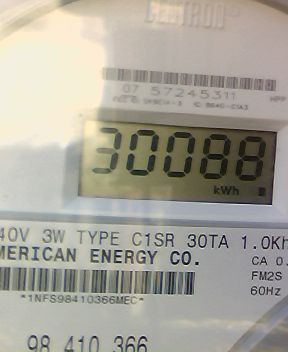 CENTRON®
07 57245311
30088
kWh
40V 3W TYPE C1SR 30TA 1.0Kh
MERICAN ENERGY CO.
CA 0.
FM2S
60Hz
*1NFS98410366MEC*
98 410 366